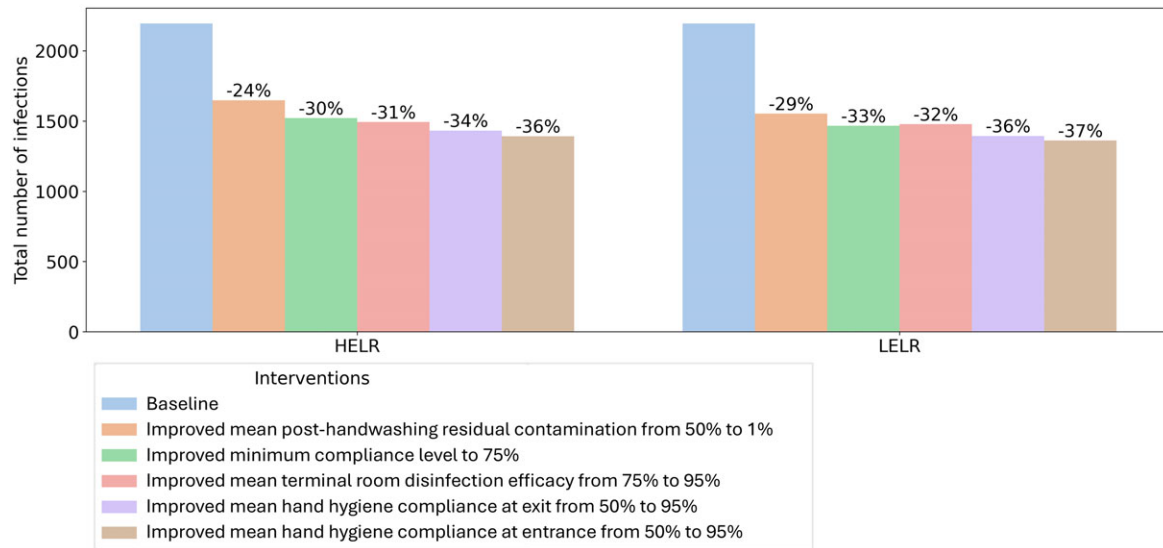 Total number of infections
2000
1500
1000
500
0
-24%
-30%
-31%
-34%
-36%
-29%
-33%
-32%
-36%
-37%
HELR
LELR
Interventions
Baseline
Improved mean post-handwashing residual contamination from 50% to 1%
Improved minimum compliance level to 75%
Improved mean terminal room disinfection efficacy from 75% to 95%
Improved mean hand hygiene compliance at exit from 50% to 95%
Improved mean hand hygiene compliance at entrance from 50% to 95%